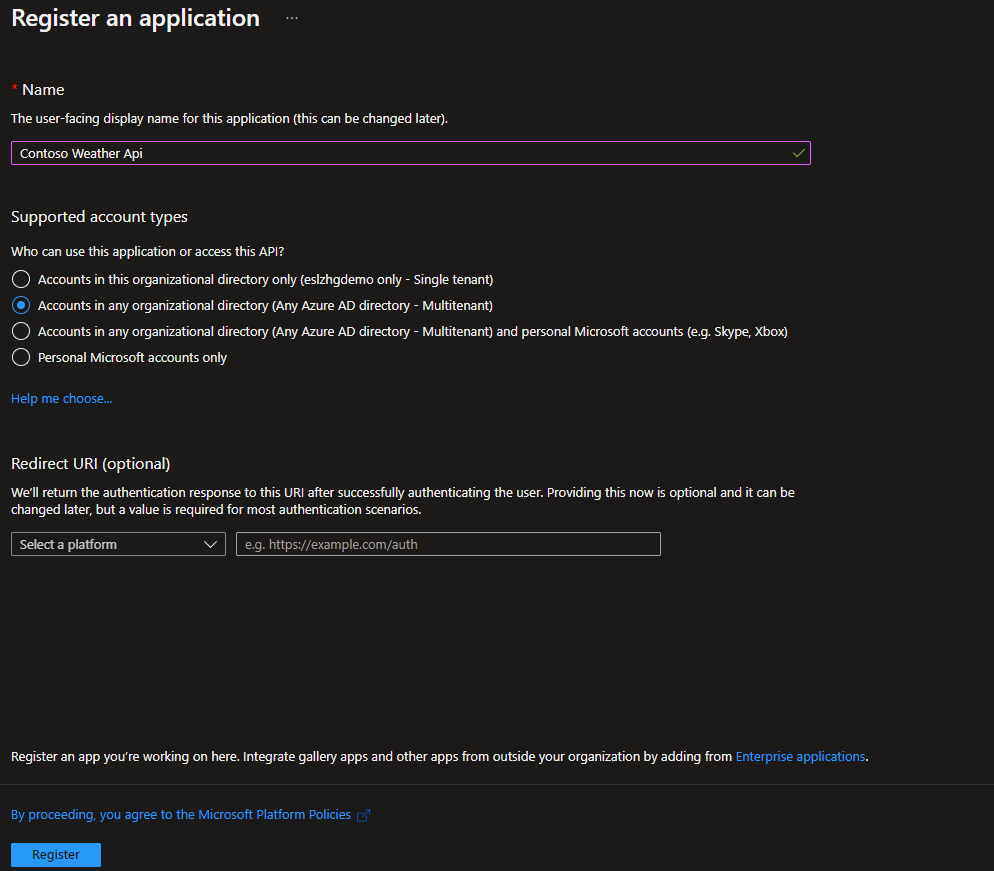 Register an application ...
* Name
The user-facing display name for this application (this can be changed later).
Contoso Weather Api
Supported account types
Who can use this application or access this API?
Accounts in this organizational directory only (eslzhgdemo only - Single tenant)
Accounts in any organizational directory (Any Azure AD directory - Multitenant)
Accounts in any organizational directory (Any Azure AD directory - Multitenant) and personal Microsoft accounts (e.g. Skype, Xbox)
Personal Microsoft accounts only
Help me choose...
Redirect URI (optional)
We'll return the authentication response to this URI after successfully authenticating the user. Providing this now is optional and it can be
changed later, but a value is required for most authentication scenarios.
Select a platform e.g. https://example.com/auth
Register an app you're working on here. Integrate gallery apps and other apps from outside your organization by adding from Enterprise applications.
By proceeding, you agree to the Microsoft Platform Policies
Register